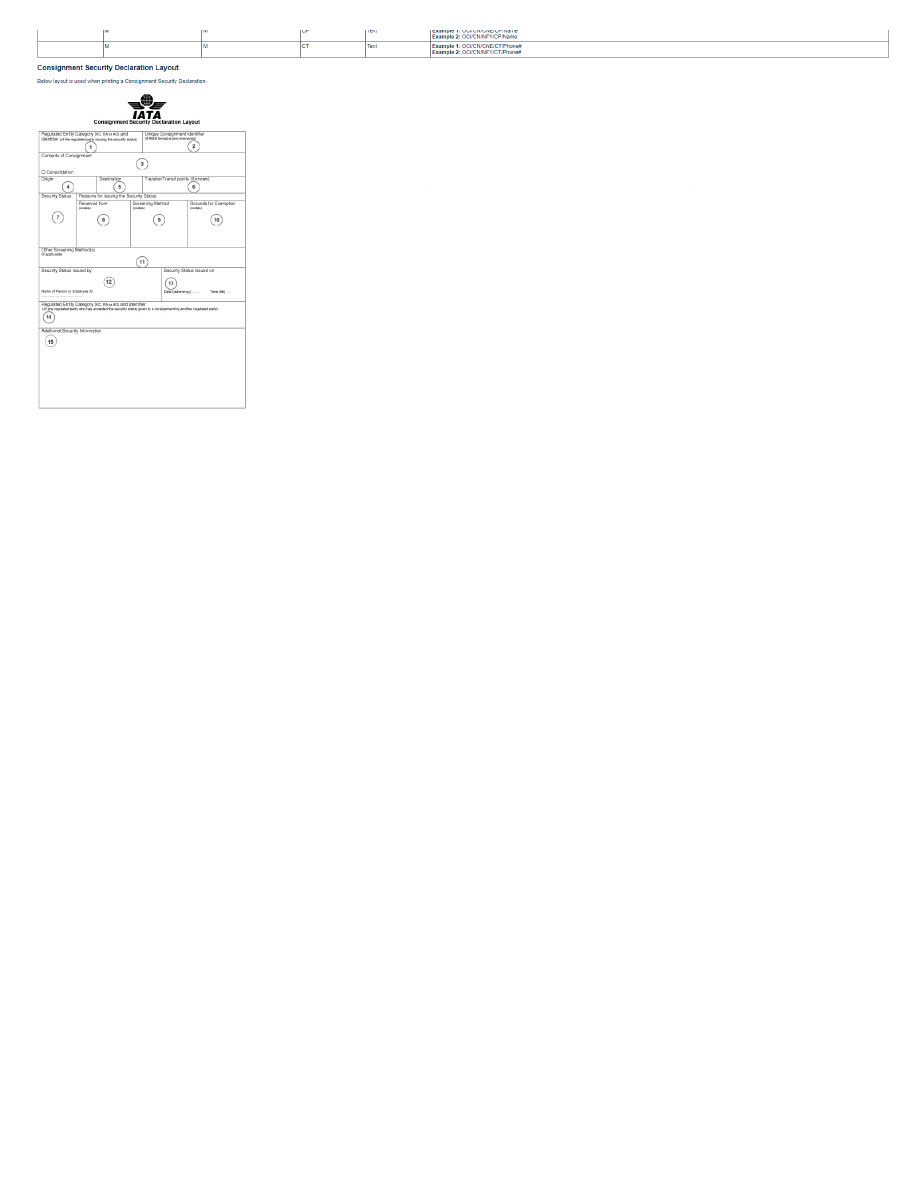 M M CP Text Example 1: OCI/CN/CNE/CP/Name
Example 2: OCI/CN/NFY/CP/Name
M M CT Text Example 1: OCI/CN/CNE/CT/Phone#
Example 2: OCI/CN/NFY/CT/Phone#
Consignment Security Declaration Layout
Below layout is used when printing a Consignment Security Declaration.
IATA
Consignment Security Declaration Layout
Regulated Entity Category (KC, RA or AO) and
Identifier (of the regulated party issuing the security status)
1
Unique Consignment Identifier
2
Contents of Consignment
3
☐ Consolidation
Origin
4
Destination
5
Transfer/Transit points (if known)
6
Security Status
7
Reasons for issuing the Security Status
Received from
(codes)
8
Screening Method
(codes)
9
Grounds for Exemption
(codes)
10
Other Screening Method(s)
(if applicable)
11
Security Status Issued by
12
Name of Person or Employee ID
Security Status Issued on
13
Date (ddmmmyy) ........ Time (tttt) ....
Regulated Entity Category (KC, RA or AO) and Identifier
(of any regulated party who has accepted the security status given to a consignment by another regulated party)
14
Additional Security Information
15